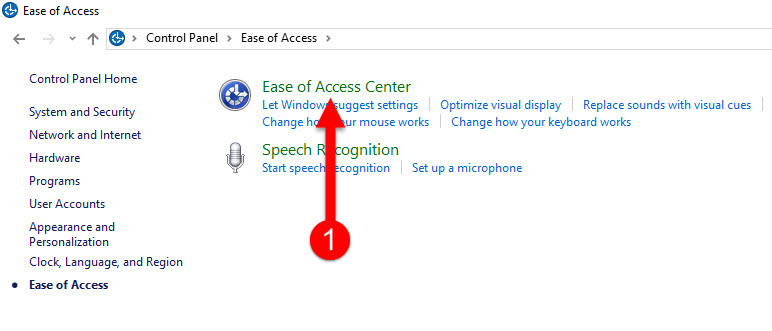 Ease of Access
Control Panel > Ease of Access >
Control Panel Home
System and Security
Network and Internet
Hardware
Programs
User Accounts
Appearance and
Personalization
Clock, Language, and Region
Ease of Access
Ease of Access Center
Let Windows suggest settings | Optimize visual display | Replace sounds with visual cues |
Change how your mouse works | Change how your keyboard works
Speech Recognition
Start speech recognition | Set up a microphone
1